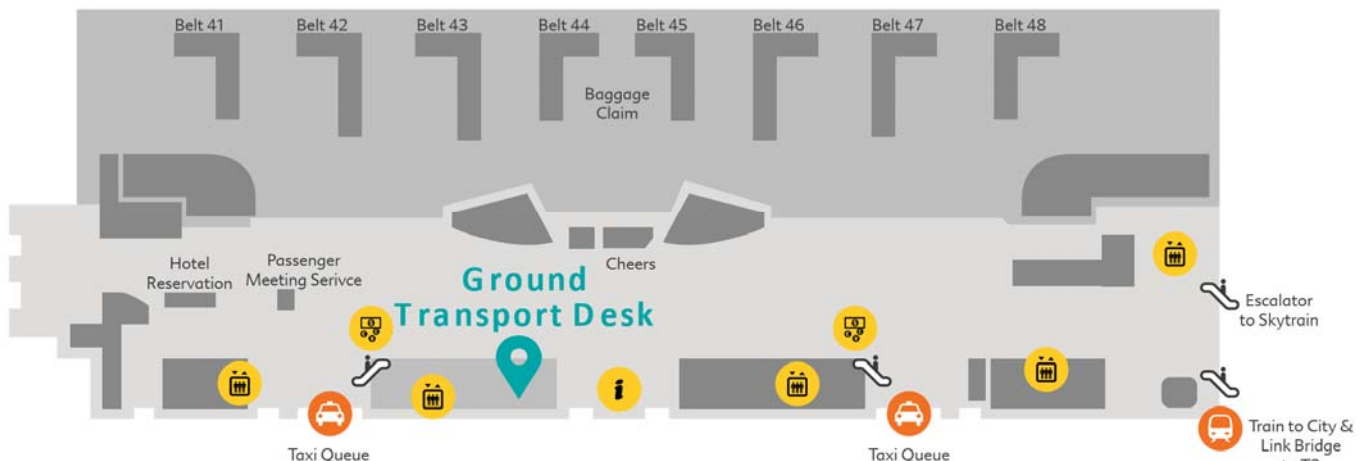 Belt 41
Belt 42
Belt 43
Belt 44
Belt 45
Belt 46
Belt 47
Belt 48
Baggage
Claim
Hotel
Reservation
Passenger
Meeting Serivce
Ground
Transport Desk
Cheers
Escalator
to Skytrain
i
Taxi Queue
Taxi Queue
Train to City &
Link Bridge